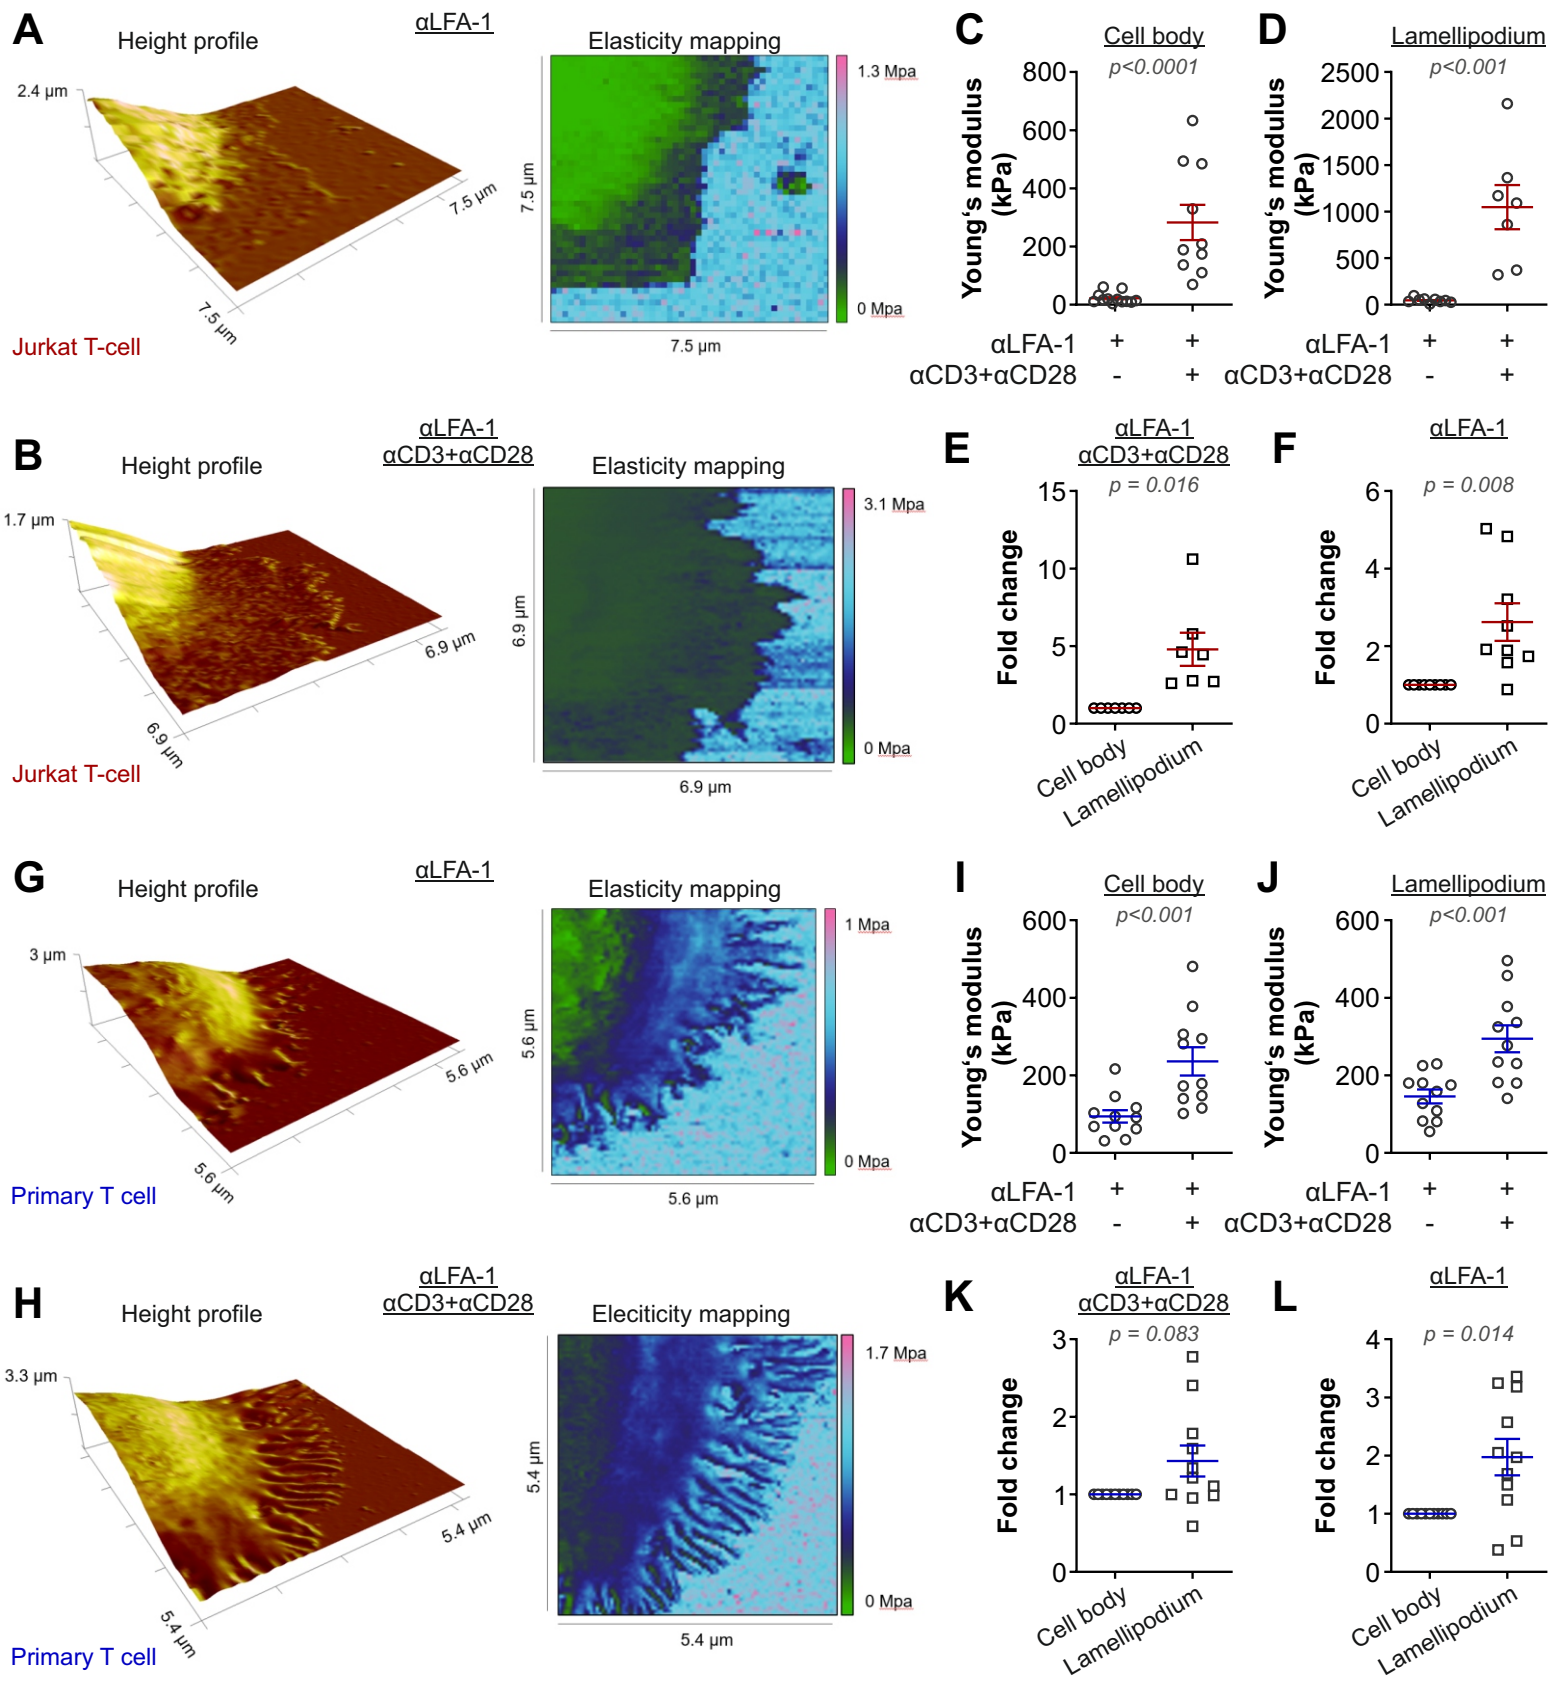 A
αLFA-1
Height profile
Elasticity mapping
2.4 µm
7.5 µm
7.5 µm
7.5 µm
7.5 µm
1.3 Mpa
0 Mpa
Jurkat T-cell
C
Cell body
p<0.0001
Young‘s modulus
(kPa)
800
600
400
200
0
αLFA-1 + +
αCD3+αCD28 - +
D
Lamellipodium
p<0.001
Young‘s modulus
(kPa)
2500
2000
1500
1000
500
0
αLFA-1 + +
αCD3+αCD28 - +
B
αLFA-1
αCD3+αCD28
Height profile
Elasticity mapping
1.7 µm
6.9 µm
6.9 µm
6.9 µm
6.9 µm
3.1 Mpa
0 Mpa
Jurkat T-cell
E
αLFA-1
αCD3+αCD28
p = 0.016
Fold change
15
10
5
0
Cell body
Lamellipodium
F
αLFA-1
p = 0.008
Fold change
6
4
2
0
Cell body
Lamellipodium
G
αLFA-1
Height profile
Elasticity mapping
3 µm
5.6 µm
5.6 µm
5.6 µm
5.6 µm
1 Mpa
0 Mpa
Primary T cell
I
Cell body
p<0.001
Young‘s modulus
(kPa)
600
400
200
0
αLFA-1 + +
αCD3+αCD28 - +
J
Lamellipodium
p<0.001
Young‘s modulus
(kPa)
600
400
200
0
αLFA-1 + +
αCD3+αCD28 - +
H
αLFA-1
αCD3+αCD28
Height profile
Eleciticity mapping
3.3 µm
5.4 µm
5.4 µm
5.4 µm
5.4 µm
1.7 Mpa
0 Mpa
Primary T cell
K
αLFA-1
αCD3+αCD28
p = 0.083
Fold change
3
2
1
0
Cell body
Lamellipodium
L
αLFA-1
p = 0.014
Fold change
4
3
2
1
0
Cell body
Lamellipodium